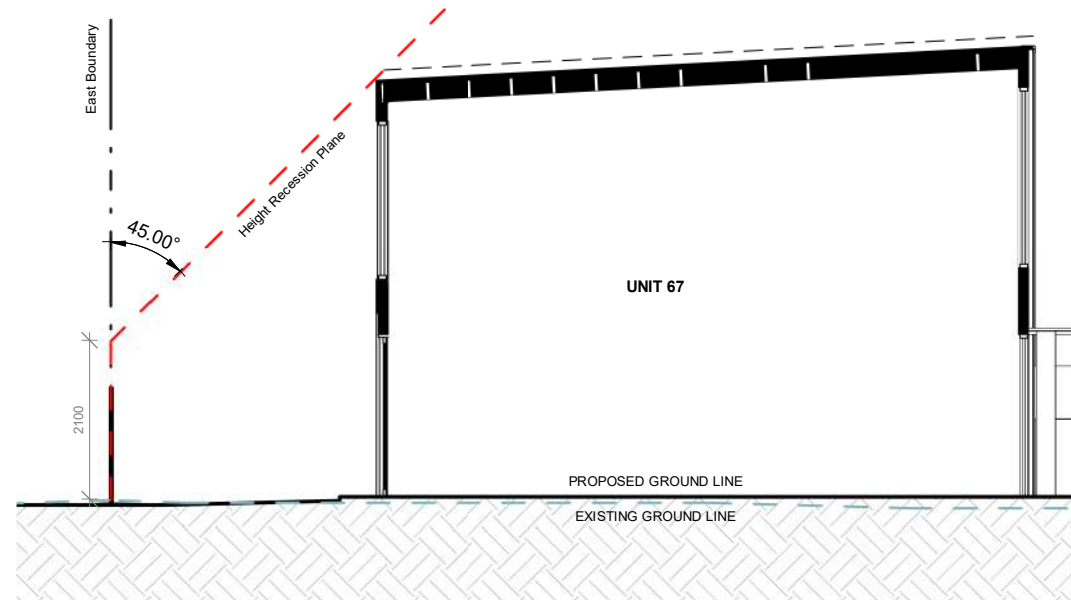 East Boundary
Height Recession Plane
45.00°
UNIT 67
2100
PROPOSED GROUND LINE
EXISTING GROUND LINE